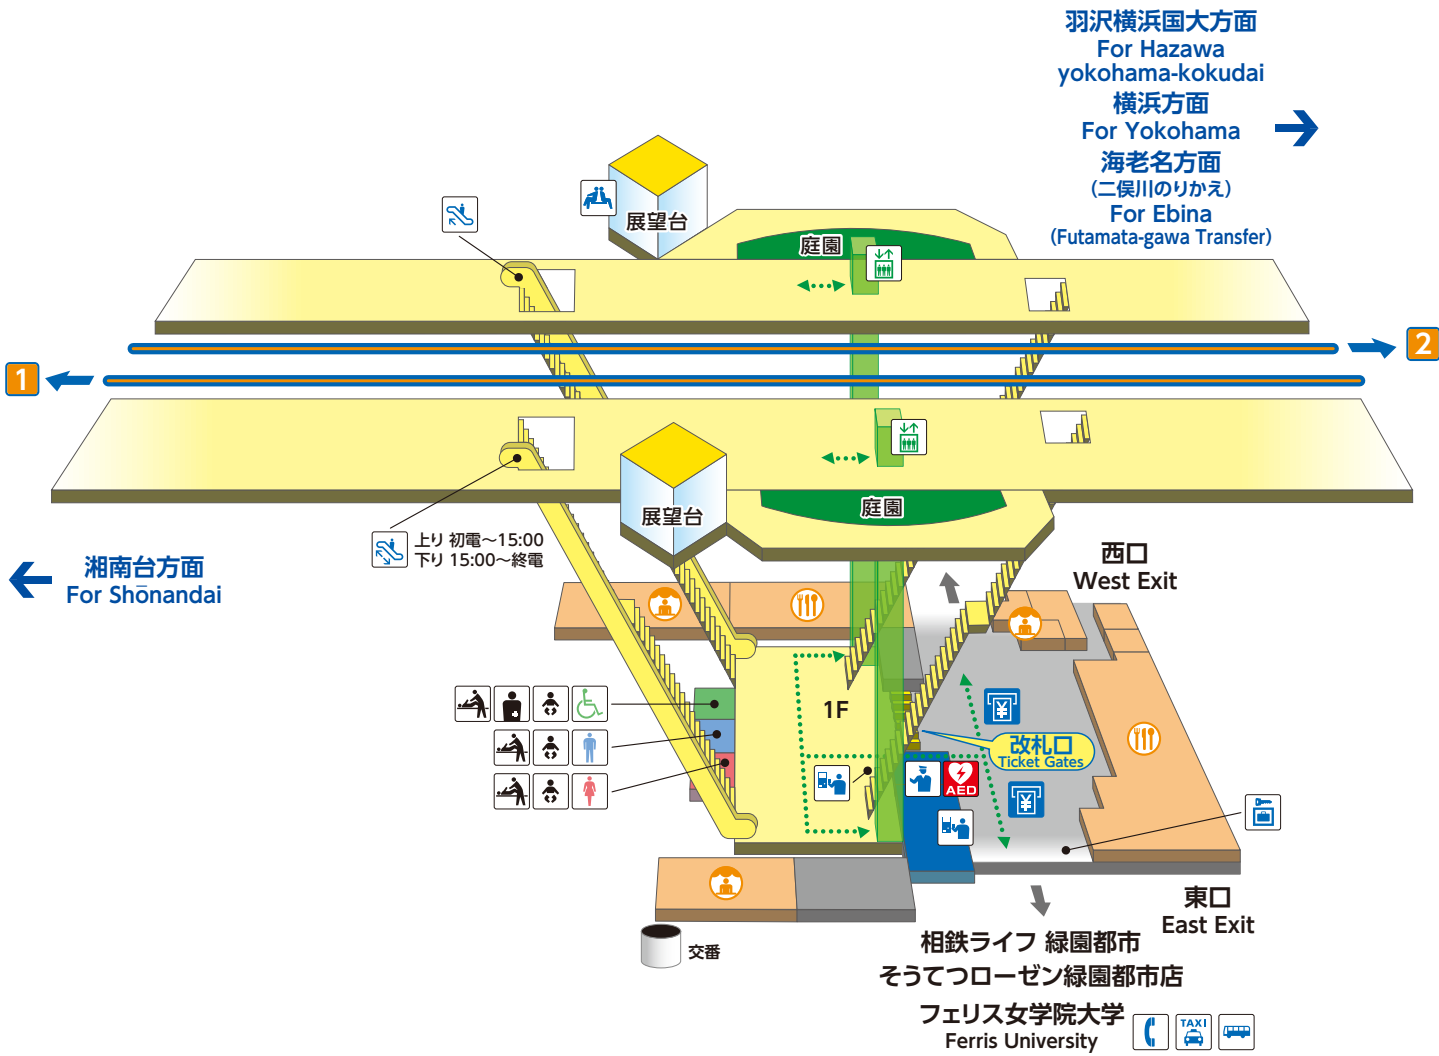 羽沢横浜国大方面
For Hazawa
yokohama-kokudai
横浜方面
For Yokohama
海老名方面
(二俣川のりかえ)
For Ebina
(Futamata-gawa Transfer)
展望台
庭園
2
1
展望台
庭園
上り 初電～15:00
下り 15:00～終電
湘南台方面
For Shōnandai
西口
West Exit
1F
改札口
Ticket Gates
AED
東口
East Exit
交番
相鉄ライフ 緑園都市
そうてつローゼン緑園都市店
フェリス女学院大学
Ferris University
TAXI